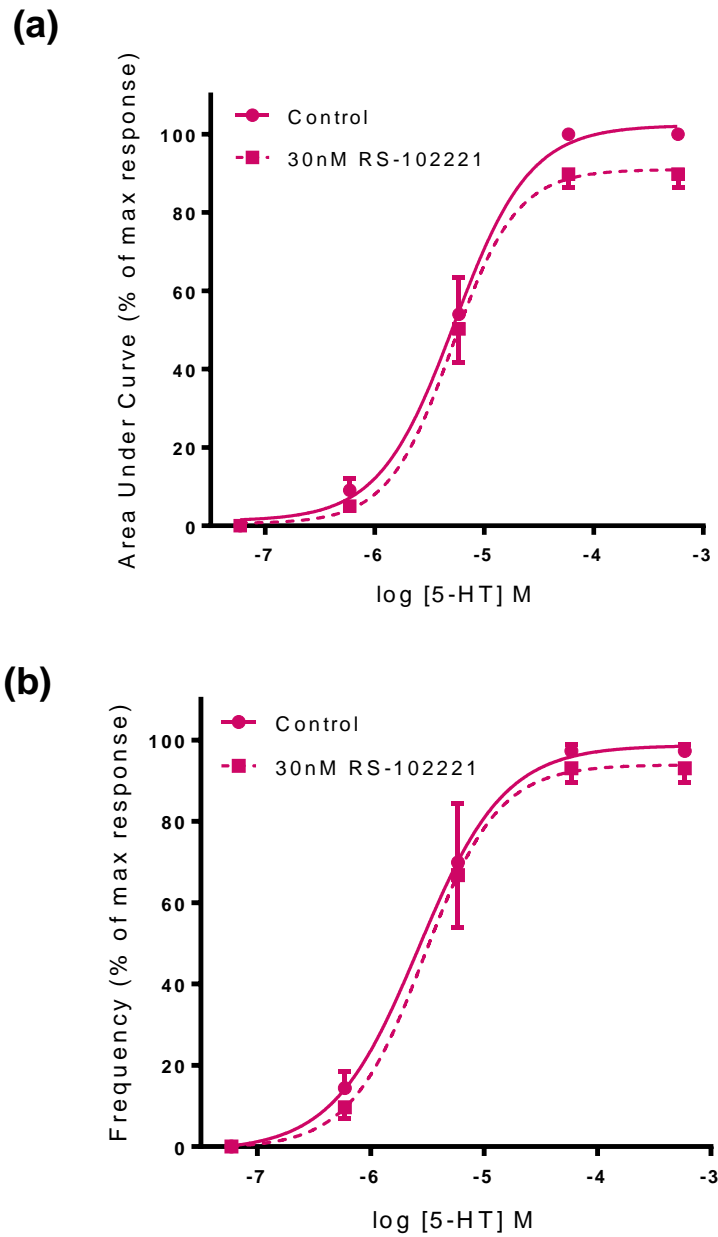 (a)
Area Under Curve (% of max response)
Control
30nM RS-102221
100
80
60
40
20
0
-7
-6
-5
-4
-3
log [5-HT] M
(b)
Frequency (% of max response)
Control
30nM RS-102221
100
80
60
40
20
0
-7
-6
-5
-4
-3
log [5-HT] M